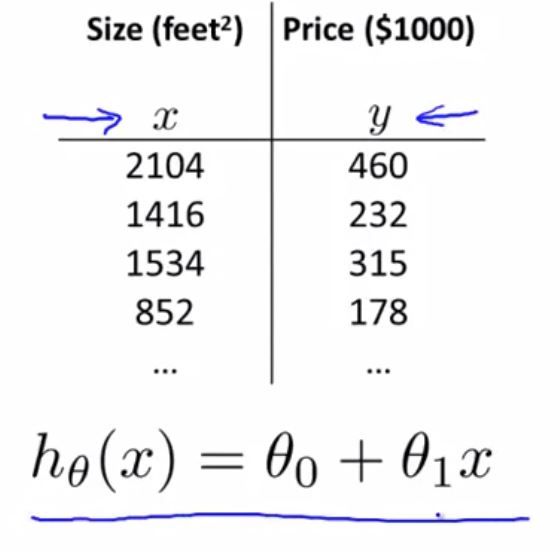 Size (feet²) Price ($1000)
x y
2104 460
1416 232
1534 315
852 178
... ...
hθ(x) = θ₀ + θ₁x